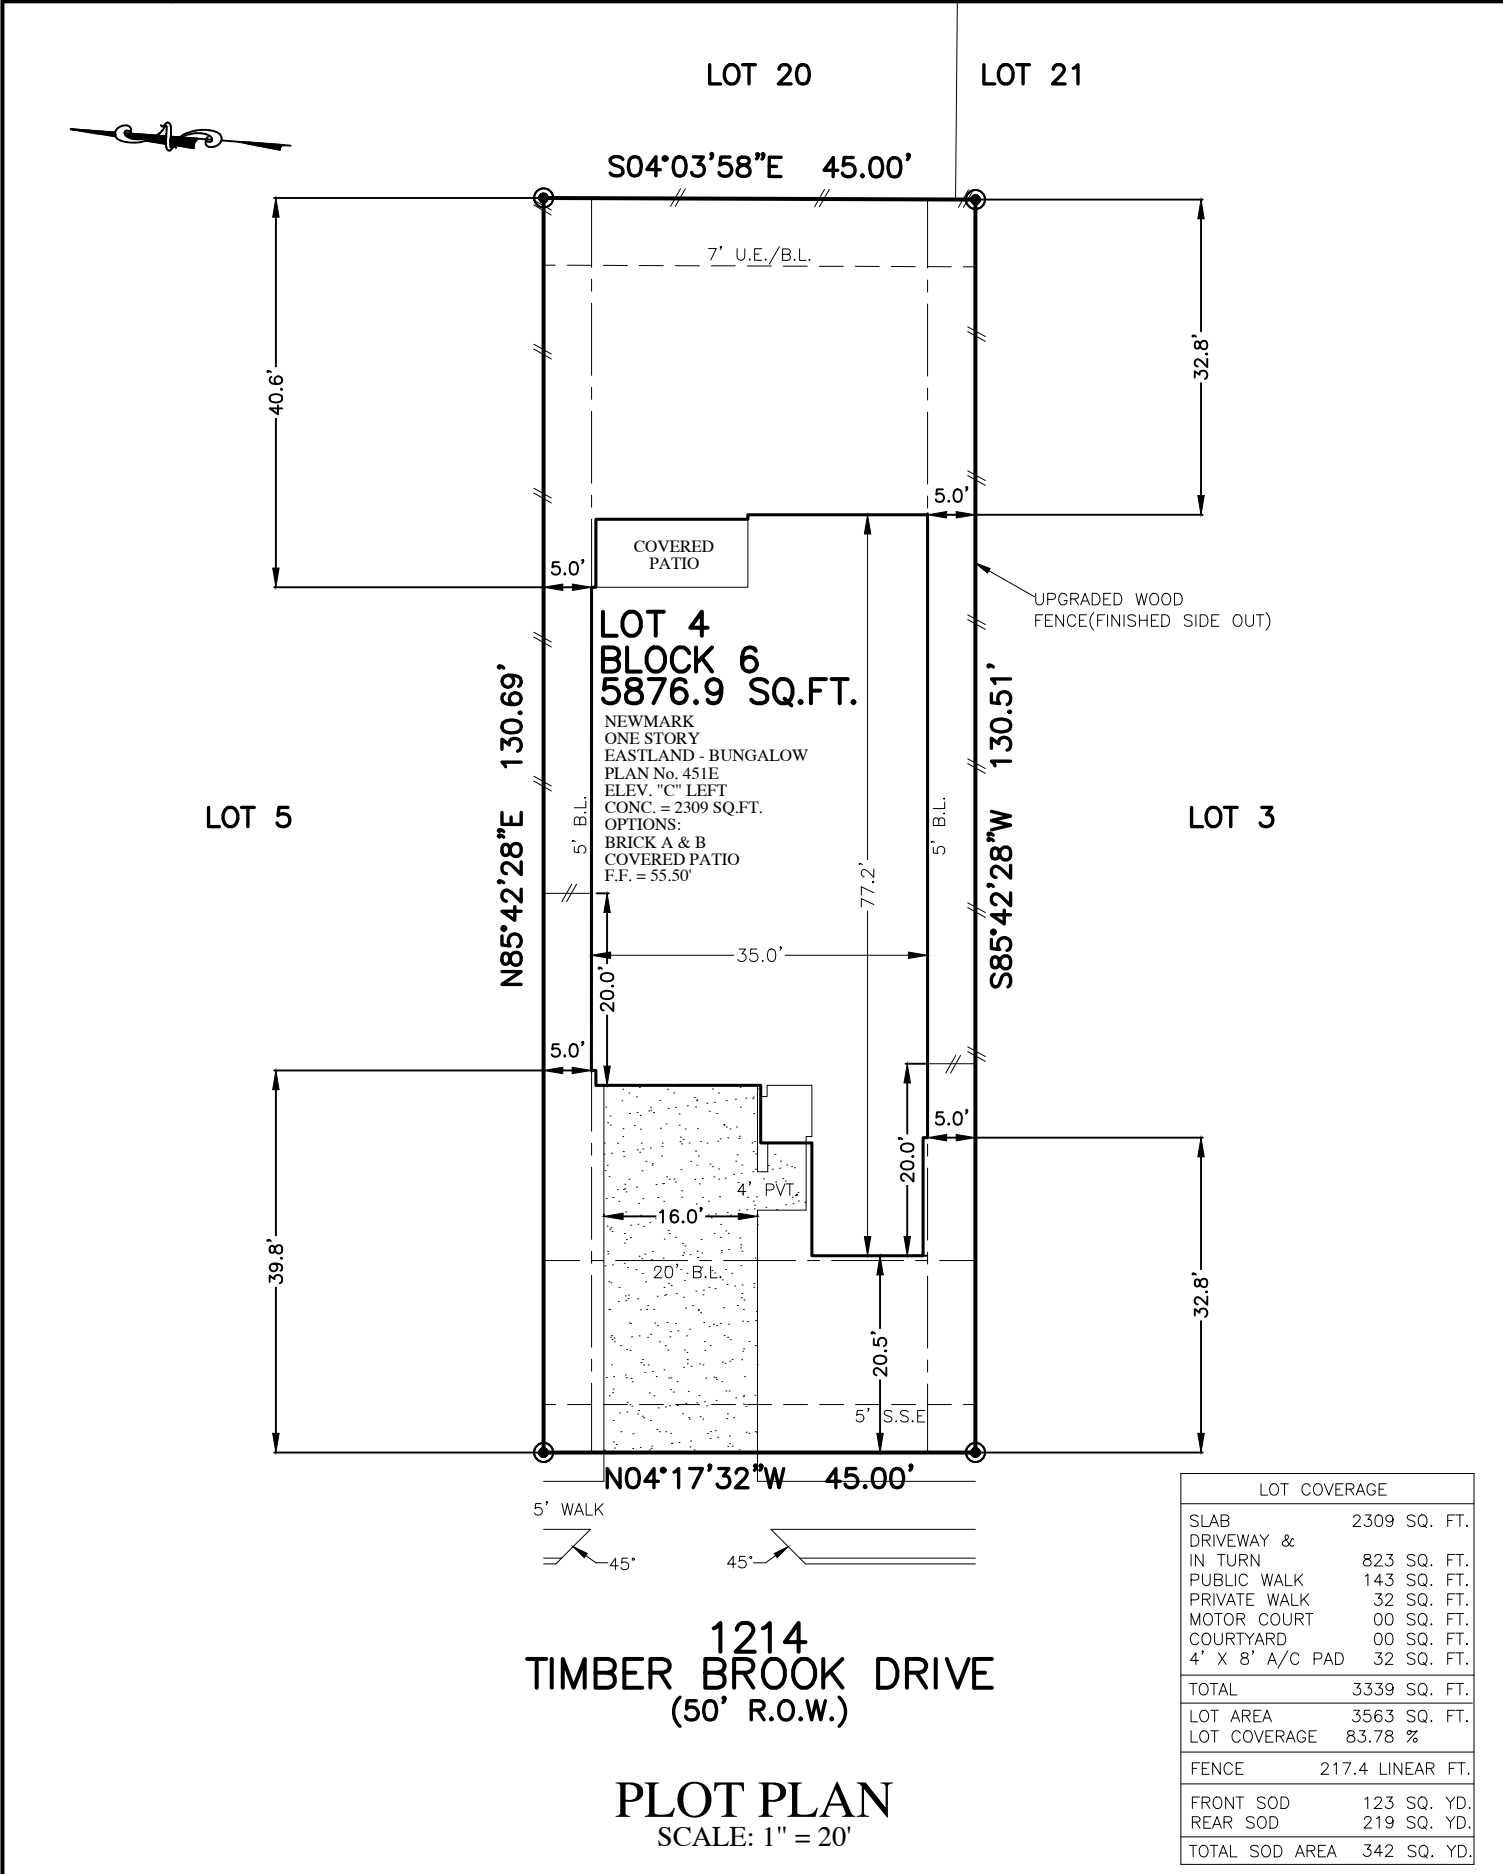 LOT 20
LOT 21
S04°03'58"E 45.00'
7' U.E./B.L.
40.6'
32.8'
5.0'
COVERED
PATIO
5.0'
UPGRADED WOOD
FENCE(FINISHED SIDE OUT)
LOT 4
BLOCK 6
5876.9 SQ.FT.
NEWMARK
ONE STORY
EASTLAND - BUNGALOW
PLAN No. 451E
ELEV. "C" LEFT
CONC. = 2309 SQ.FT.
OPTIONS:
BRICK A & B
COVERED PATIO
F.F. = 55.50'
N85°42'28"E 130.69'
S85°42'28"W 130.51'
LOT 5
LOT 3
5' B.L.
5' B.L.
77.2'
35.0'
20.0'
5.0'
5.0'
20.0'
4' PVT.
16.0'
39.8'
32.8'
20' B.L.
20.5'
5' S.S.E
N04°17'32"W 45.00'
5' WALK
45°
45°
1214
TIMBER BROOK DRIVE
(50' R.O.W.)
PLOT PLAN
SCALE: 1" = 20'
LOT COVERAGE
SLAB 2309 SQ. FT.
DRIVEWAY &
IN TURN 823 SQ. FT.
PUBLIC WALK 143 SQ. FT.
PRIVATE WALK 32 SQ. FT.
MOTOR COURT 00 SQ. FT.
COURTYARD 00 SQ. FT.
4' X 8' A/C PAD 32 SQ. FT.
TOTAL 3339 SQ. FT.
LOT AREA 3563 SQ. FT.
LOT COVERAGE 83.78 %
FENCE 217.4 LINEAR FT.
FRONT SOD 123 SQ. YD.
REAR SOD 219 SQ. YD.
TOTAL SOD AREA 342 SQ. YD.